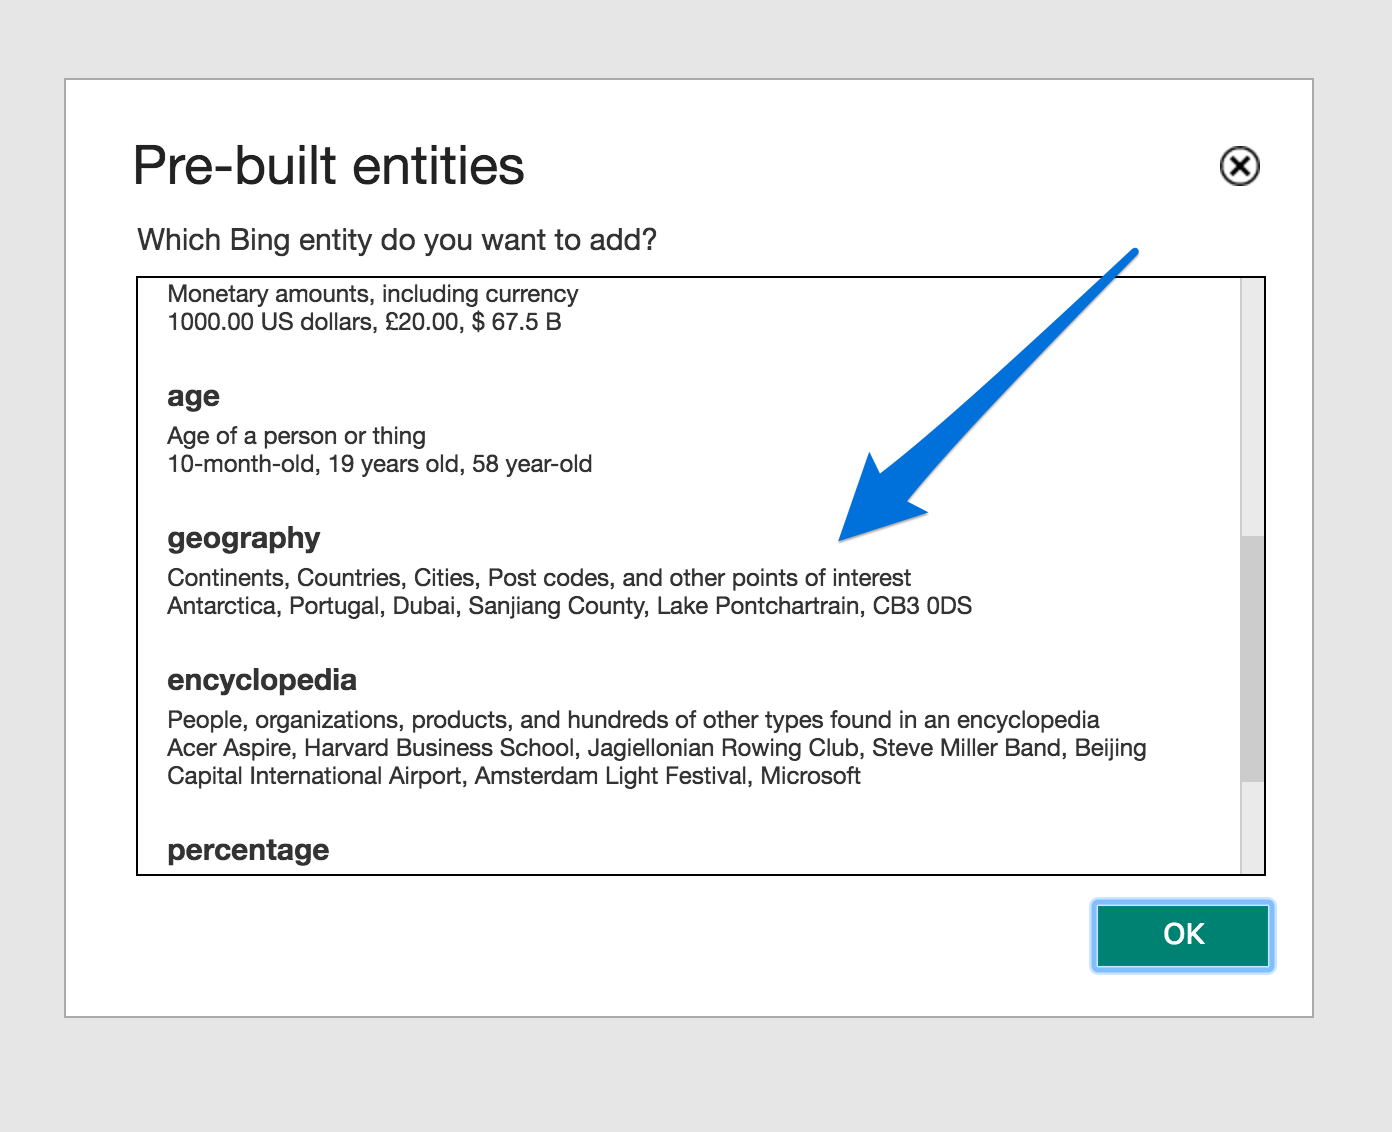 Pre-built entities
Which Bing entity do you want to add?
Monetary amounts, including currency
1000.00 US dollars, £20.00, $ 67.5 B
age
Age of a person or thing
10-month-old, 19 years old, 58 year-old
geography
Continents, Countries, Cities, Post codes, and other points of interest
Antarctica, Portugal, Dubai, Sanjiang County, Lake Pontchartrain, CB3 0DS
encyclopedia
People, organizations, products, and hundreds of other types found in an encyclopedia
Acer Aspire, Harvard Business School, Jagiellonian Rowing Club, Steve Miller Band, Beijing
Capital International Airport, Amsterdam Light Festival, Microsoft
percentage
OK